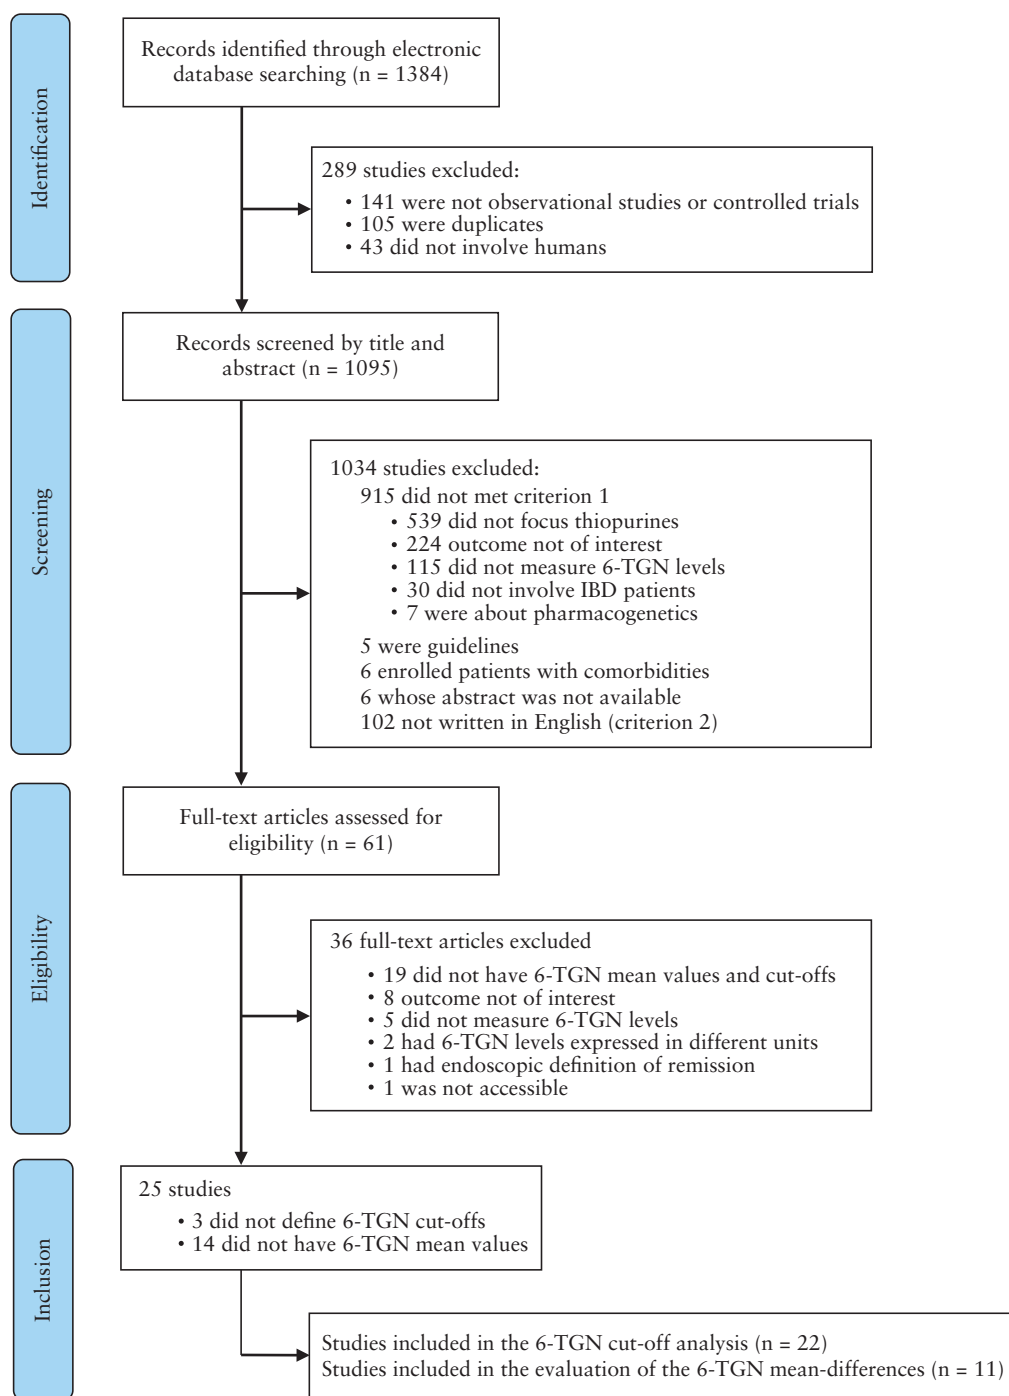 Identification
Records identified through electronic
database searching (n = 1384)
289 studies excluded:
• 141 were not observational studies or controlled trials
• 105 were duplicates
• 43 did not involve humans
Screening
Records screened by title and
abstract (n = 1095)
1034 studies excluded:
915 did not met criterion 1
• 539 did not focus thiopurines
• 224 outcome not of interest
• 115 did not measure 6-TGN levels
• 30 did not involve IBD patients
• 7 were about pharmacogenetics
5 were guidelines
6 enrolled patients with comorbidities
6 whose abstract was not available
102 not written in English (criterion 2)
Eligibility
Full-text articles assessed for
eligibility (n = 61)
36 full-text articles excluded
• 19 did not have 6-TGN mean values and cut-offs
• 8 outcome not of interest
• 5 did not measure 6-TGN levels
• 2 had 6-TGN levels expressed in different units
• 1 had endoscopic definition of remission
• 1 was not accessible
Inclusion
25 studies
• 3 did not define 6-TGN cut-offs
• 14 did not have 6-TGN mean values
Studies included in the 6-TGN cut-off analysis (n = 22)
Studies included in the evaluation of the 6-TGN mean-differences (n = 11)